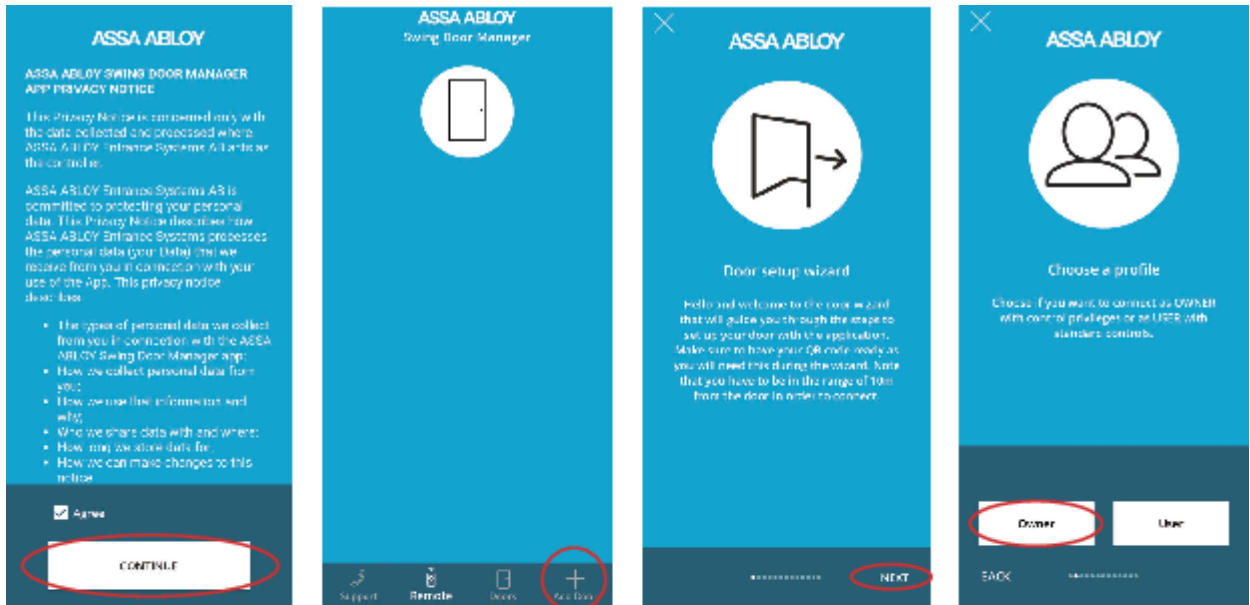 ASSA ABLOY
ASSA ABLOY SWING DOOR MANAGER
APP PRIVACY NOTICE
This Privacy Notice is concerned only with
the data collected and processed where
ASSA ABLOY Entrance Systems AB acts as
the controller.
ASSA ABLOY Entrance Systems AB is
committed to protecting your personal
data. This Privacy Notice describes how
ASSA ABLOY Entrance Systems processes
the personal data (your Data) that we
receive from you in connection with your
use of the App. This privacy notice
describes:
• The types of personal data we collect
from you in connection with the ASSA
ABLOY Swing Door Manager app;
• How we collect personal data from
you;
• How we use that information and
why;
• Who we share data with and where;
• How long we store data for;
• How we can make changes to this
notice
Agree
CONTINUE
ASSA ABLOY
Swing Door Manager
Support
Remote
Doors
Add Door
ASSA ABLOY
Door setup wizard
Hello and welcome to the door wizard
that will guide you through the steps to
set up your door with the application.
Make sure to have your QR code ready as
you will need this during the wizard. Note
that you have to be in the range of 10m
from the door in order to connect.
NEXT
ASSA ABLOY
Choose a profile
Choose if you want to connect as OWNER
with control privileges or as USER with
standard controls.
Owner
User
BACK